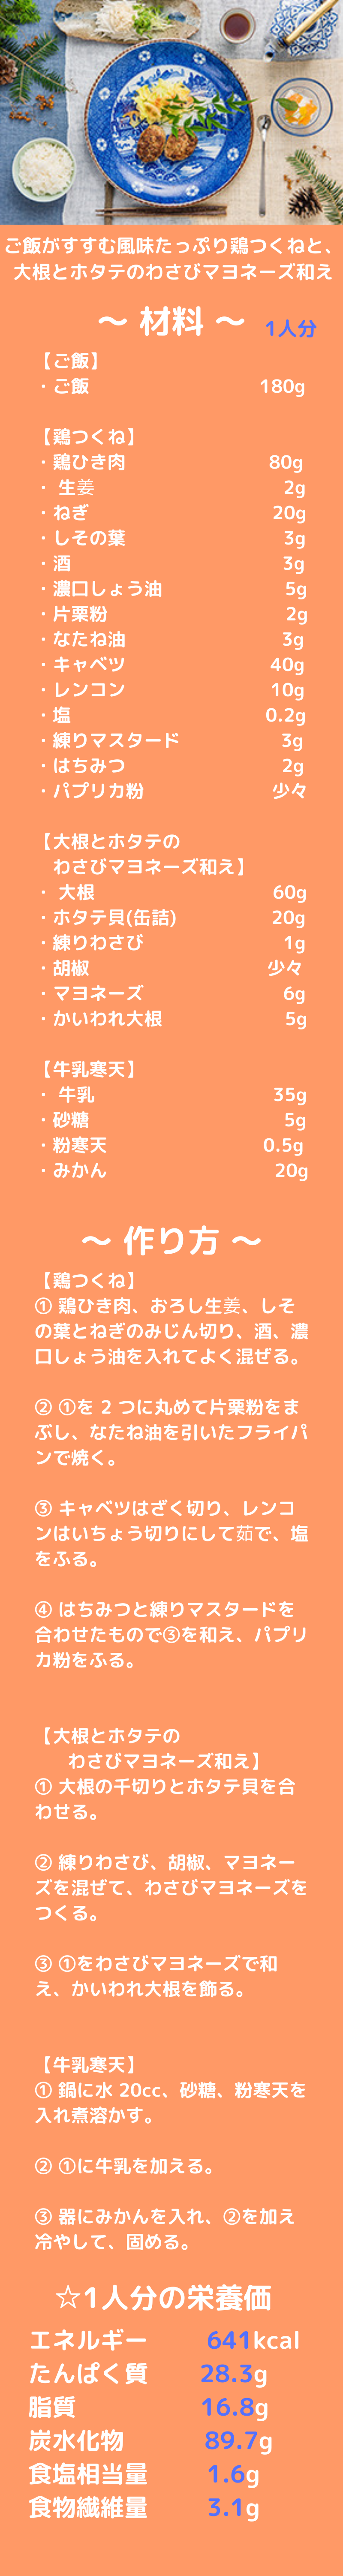 ご飯がすすむ風味たっぷり鶏つくねと、
大根とホタテのわさびマヨネーズ和え
～ 材料 ～ 1人分
【ご飯】
・ご飯 180g
【鶏つくね】
・鶏ひき肉 80g
・ 生姜 2g
・ねぎ 20g
・しその葉 3g
・酒 3g
・濃口しょう油 5g
・片栗粉 2g
・なたね油 3g
・キャベツ 40g
・レンコン 10g
・塩 0.2g
・練りマスタード 3g
・はちみつ 2g
・パプリカ粉 少々
【大根とホタテの
わさびマヨネーズ和え】
・ 大根 60g
・ホタテ貝(缶詰) 20g
・練りわさび 1g
・胡椒 少々
・マヨネーズ 6g
・かいわれ大根 5g
【牛乳寒天】
・ 牛乳 35g
・砂糖 5g
・粉寒天 0.5g
・みかん 20g
～ 作り方 ～
【鶏つくね】
① 鶏ひき肉、おろし生姜、しそ
の葉とねぎのみじん切り、酒、濃
口しょう油を入れてよく混ぜる。
② ①を 2 つに丸めて片栗粉をま
ぶし、なたね油を引いたフライパ
ンで焼く。
③ キャベツはざく切り、レンコ
ンはいちょう切りにして茹で、塩
をふる。
④ はちみつと練りマスタードを
合わせたもので③を和え、パプリ
カ粉をふる。
【大根とホタテの
わさびマヨネーズ和え】
① 大根の千切りとホタテ貝を合
わせる。
② 練りわさび、胡椒、マヨネー
ズを混ぜて、わさびマヨネーズを
つくる。
③ ①をわさびマヨネーズで和
え、かいわれ大根を飾る。
【牛乳寒天】
① 鍋に水 20cc、砂糖、粉寒天を
入れ煮溶かす。
② ①に牛乳を加える。
③ 器にみかんを入れ、②を加え
冷やして、固める。
☆1人分の栄養価
エネルギー 641kcal
たんぱく質 28.3g
脂質 16.8g
炭水化物 89.7g
食塩相当量 1.6g
食物繊維量 3.1g